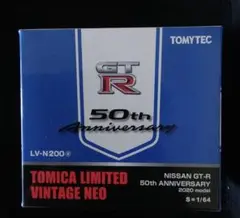 TOMYTEC
GT
R
50th
Anniversary
LV-N200
TOMICA LIMITED
VINTAGE NEO
NISSAN GT-R
50th ANNIVERSARY
2020 model
S=1/64